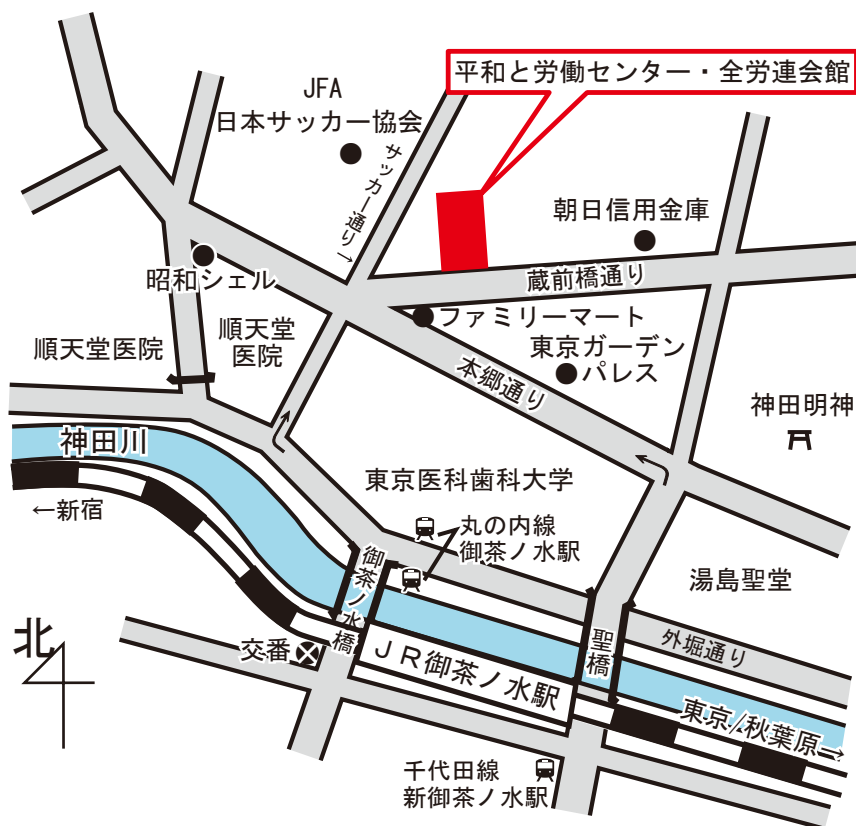 平和と労働センター・全労連会館
JFA
日本サッカー協会
サッカー通り→
朝日信用金庫
昭和シェル
蔵前橋通り
ファミリーマート
順天堂医院
順天堂
医院
東京ガーデン
パレス
本郷通り
神田明神
神田川
東京医科歯科大学
←新宿
丸の内線
御茶ノ水駅
御茶ノ水橋
湯島聖堂
聖橋
外堀通り
北
交番
JR御茶ノ水駅
東京/秋葉原→
千代田線
新御茶ノ水駅